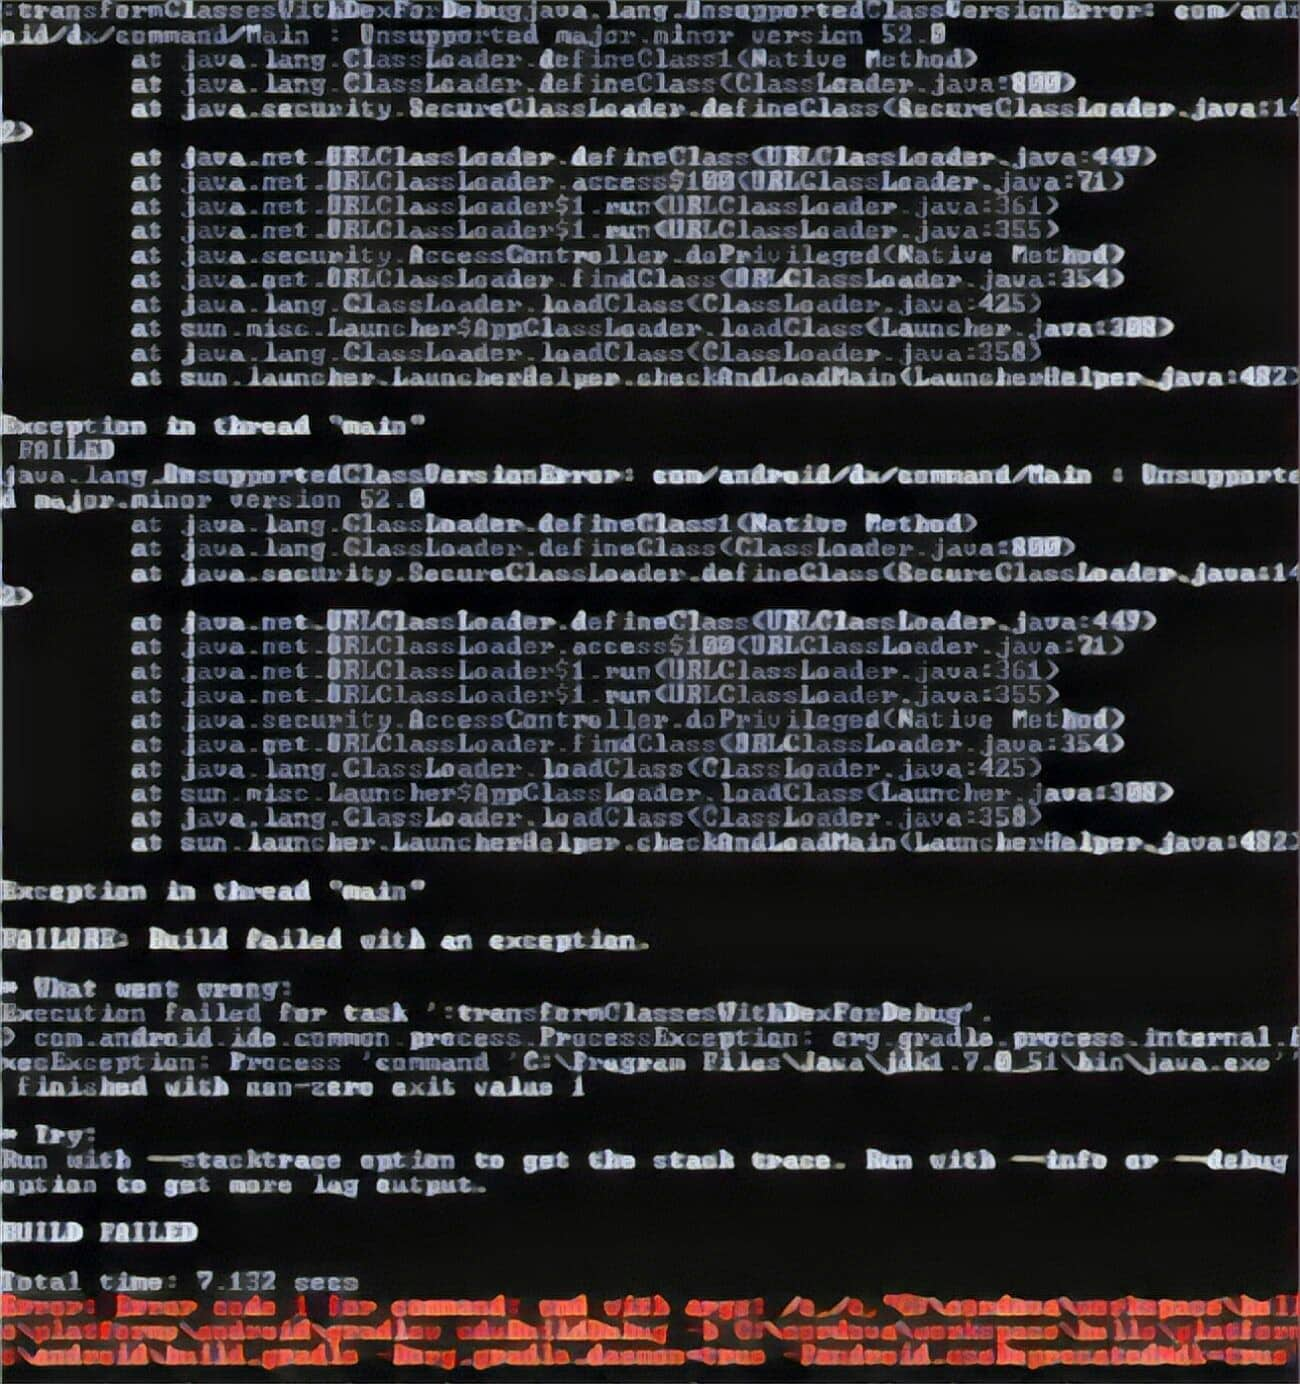 :transformClassesWithDexForDebugjava.lang.UnsupportedClassVersionError: com/andr
oid/dx/command/Main : Unsupported major.minor version 52.0
at java.lang.ClassLoader.defineClass1(Native Method)
at java.lang.ClassLoader.defineClass(ClassLoader.java:800)
at java.security.SecureClassLoader.defineClass(SecureClassLoader.java:14
2)
at java.net.URLClassLoader.defineClass(URLClassLoader.java:449)
at java.net.URLClassLoader.access$100(URLClassLoader.java:71)
at java.net.URLClassLoader$1.run(URLClassLoader.java:361)
at java.net.URLClassLoader$1.run(URLClassLoader.java:355)
at java.security.AccessController.doPrivileged(Native Method)
at java.net.URLClassLoader.findClass(URLClassLoader.java:354)
at java.lang.ClassLoader.loadClass(ClassLoader.java:425)
at sun.misc.Launcher$AppClassLoader.loadClass(Launcher.java:308)
at java.lang.ClassLoader.loadClass(ClassLoader.java:358)
at sun.launcher.LauncherHelper.checkAndLoadMain(LauncherHelper.java:482)
Exception in thread "main"
FAILED
java.lang.UnsupportedClassVersionError: com/android/dx/command/Main : Unsupporte
d major.minor version 52.0
at java.lang.ClassLoader.defineClass1(Native Method)
at java.lang.ClassLoader.defineClass(ClassLoader.java:800)
at java.security.SecureClassLoader.defineClass(SecureClassLoader.java:14
2)
at java.net.URLClassLoader.defineClass(URLClassLoader.java:449)
at java.net.URLClassLoader.access$100(URLClassLoader.java:71)
at java.net.URLClassLoader$1.run(URLClassLoader.java:361)
at java.net.URLClassLoader$1.run(URLClassLoader.java:355)
at java.security.AccessController.doPrivileged(Native Method)
at java.net.URLClassLoader.findClass(URLClassLoader.java:354)
at java.lang.ClassLoader.loadClass(ClassLoader.java:425)
at sun.misc.Launcher$AppClassLoader.loadClass(Launcher.java:308)
at java.lang.ClassLoader.loadClass(ClassLoader.java:358)
at sun.launcher.LauncherHelper.checkAndLoadMain(LauncherHelper.java:482)
Exception in thread "main"
FAILURE: Build failed with an exception.
* What went wrong:
Execution failed for task ':transformClassesWithDexForDebug'.
> com.android.ide.common.process.ProcessException: org.gradle.process.internal.E
xecException: Process 'command 'C:\Program Files\Java\jdk1.7.0_51\bin\java.exe''
finished with non-zero exit value 1
* Try:
Run with --stacktrace option to get the stack trace. Run with --info or --debug
option to get more log output.
BUILD FAILED
Total time: 7.132 secs
code command: cmd with args: /s /c